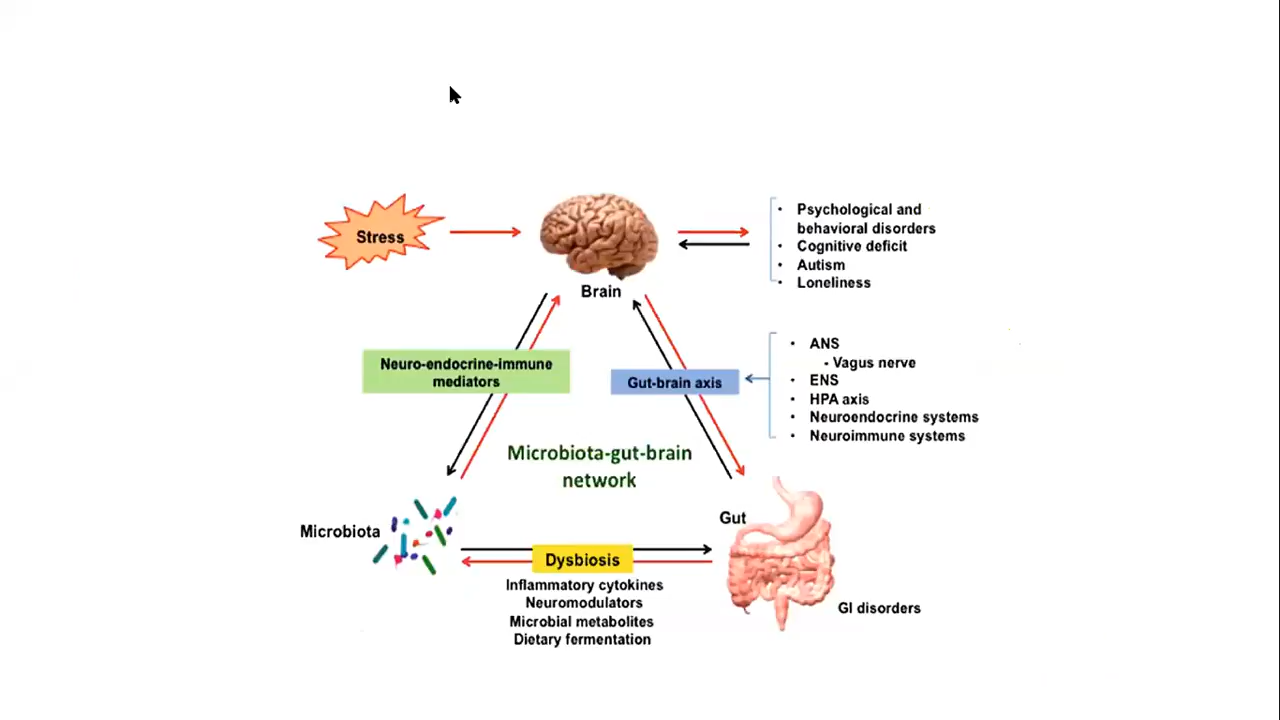 Stress
Brain
• Psychological and
behavioral disorders
• Cognitive deficit
• Autism
• Loneliness
Neuro-endocrine-immune
mediators
Gut-brain axis
• ANS
- Vagus nerve
• ENS
• HPA axis
• Neuroendocrine systems
• Neuroimmune systems
Microbiota-gut-brain
network
Microbiota
Gut
Dysbiosis
Inflammatory cytokines
Neuromodulators
Microbial metabolites
Dietary fermentation
GI disorders